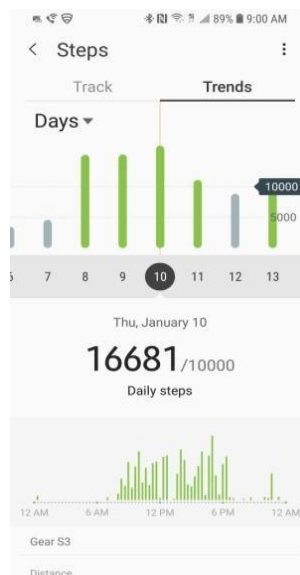 89% 9:00 AM
Steps
Track Trends
Days
10000
5000
7 8 9 10 11 12 13
Thu, January 10
16681/10000
Daily steps
12 AM 6 AM 12 PM 6 PM 12 AM
Gear S3
Distance